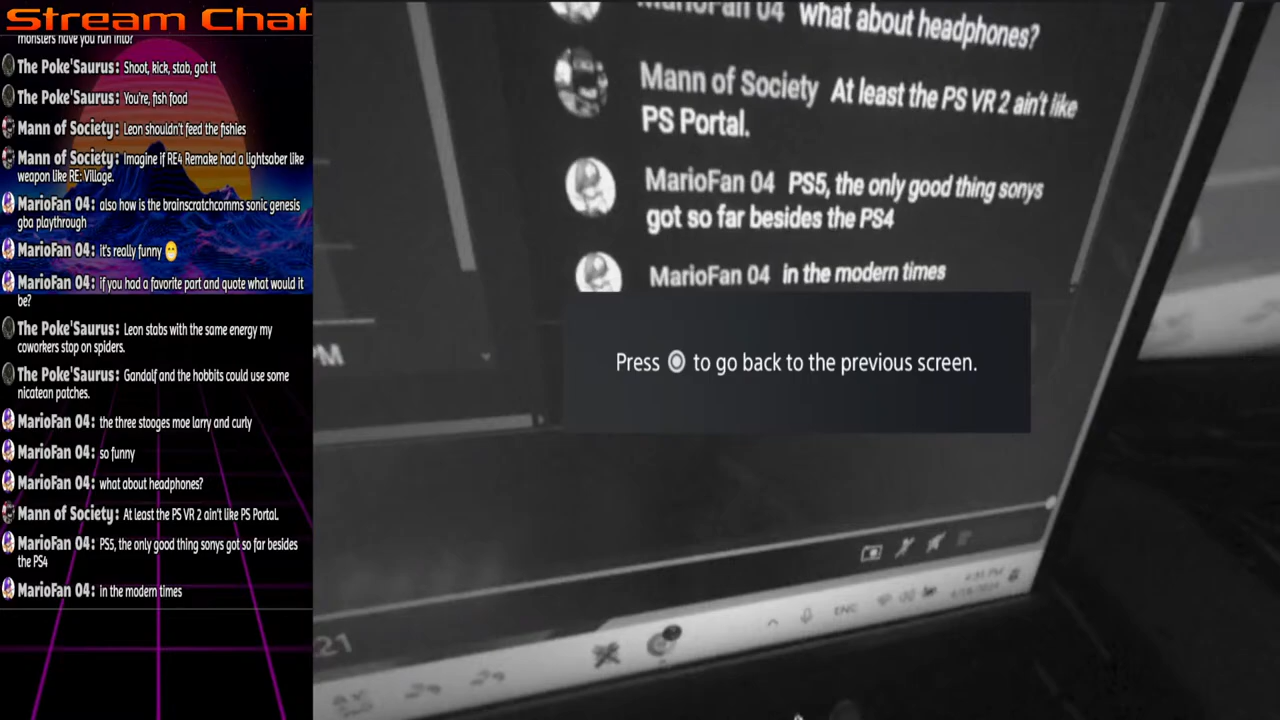 Stream Chat
monsters have you run into?
The Poke'Saurus: Shoot, kick, stab, got it
The Poke'Saurus: You're, fish food
Mann of Society: Leon shouldn't feed the fishies
Mann of Society: Imagine if RE4 Remake had a lightsaber like
weapon like RE: Village.
MarioFan 04: also how is the brainscratchcomms sonic genesis
gba playthrough
MarioFan 04: it's really funny 😁
MarioFan 04: if you had a favorite part and quote what would it
be?
The Poke'Saurus: Leon stabs with the same energy my
coworkers stop on spiders.
The Poke'Saurus: Gandalf and the hobbits could use some
nicatean patches.
MarioFan 04: the three stooges moe larry and curly
MarioFan 04: so funny
MarioFan 04: what about headphones?
Mann of Society: At least the PS VR 2 ain't like PS Portal.
MarioFan 04: PS5, the only good thing sonys got so far besides
the PS4
MarioFan 04: in the modern times
MarioFan 04 what about headphones?
Mann of Society At least the PS VR 2 ain't like
PS Portal.
MarioFan 04 PS5, the only good thing sonys
got so far besides the PS4
MarioFan 04 in the modern times
PM
Press to go back to the previous screen.
ENG
21